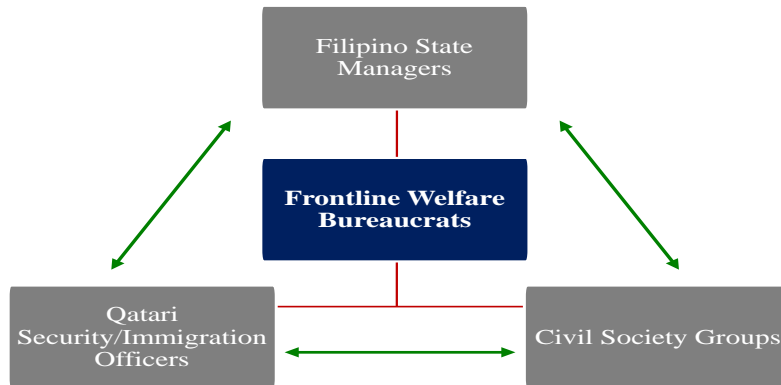 Filipino State
Managers
Frontline Welfare
Bureaucrats
Qatari
Security/Immigration
Officers
Civil Society Groups